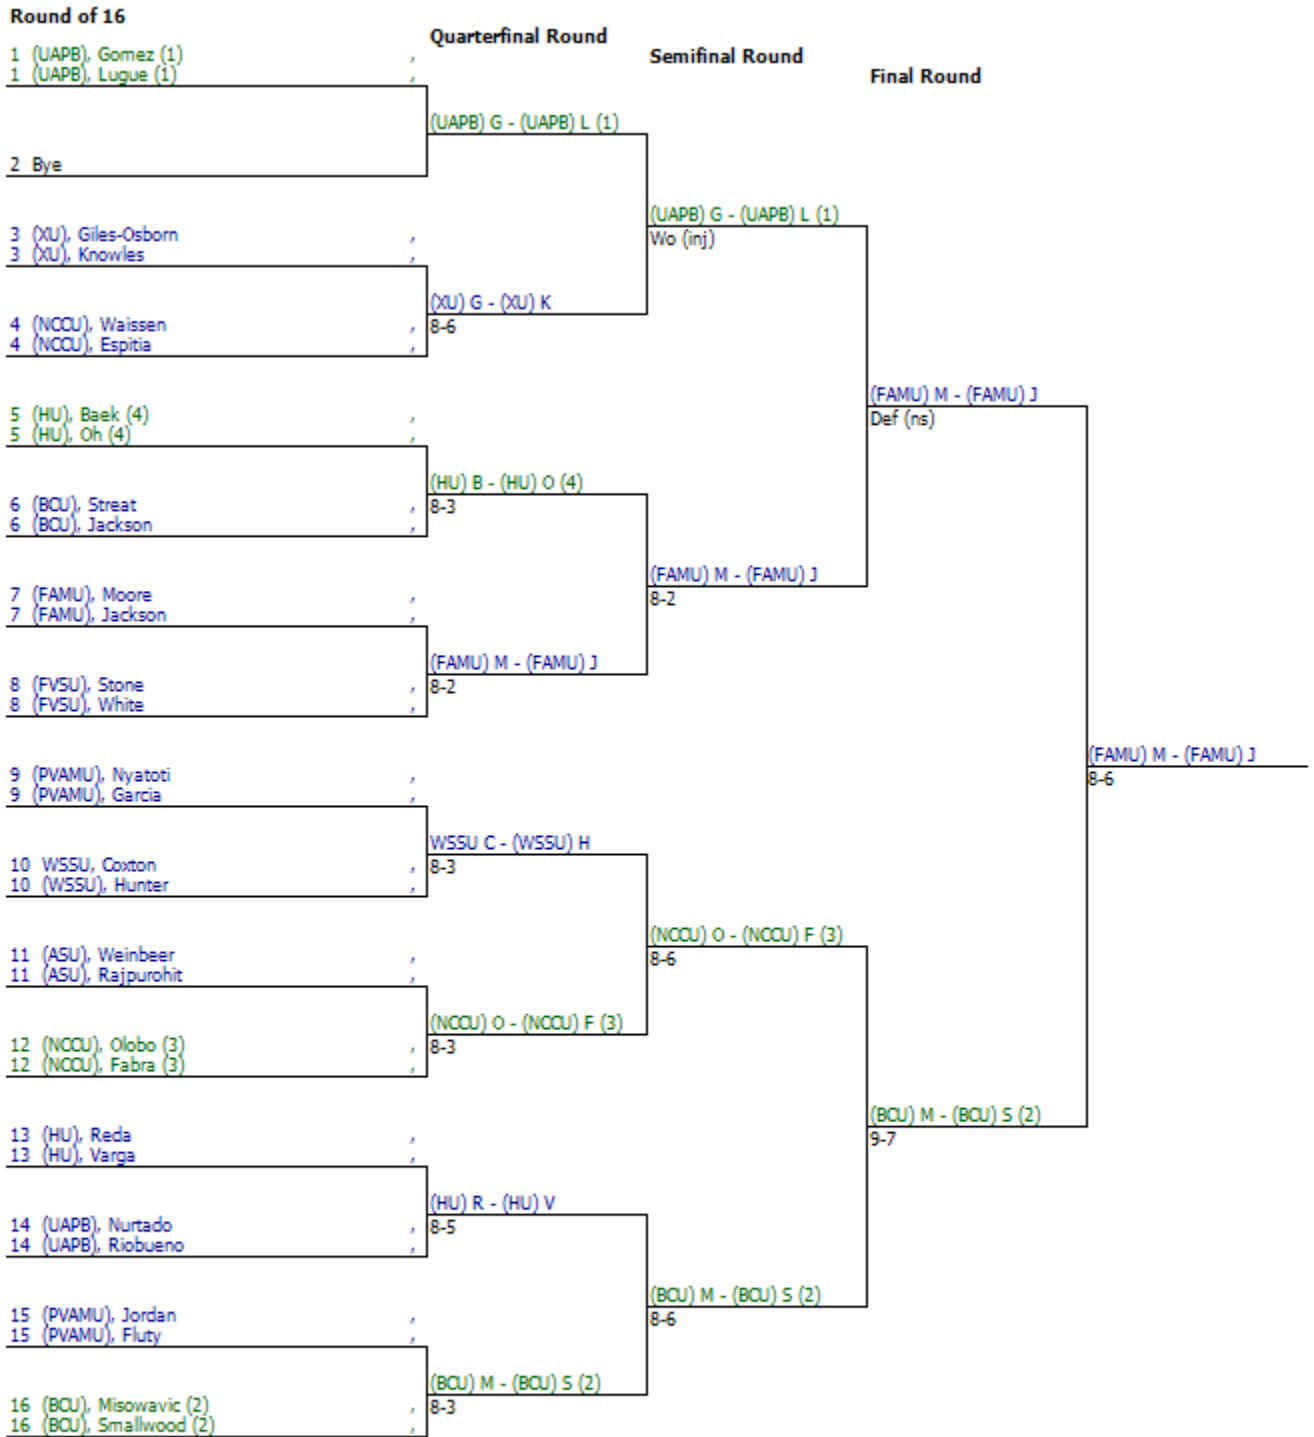 Round of 16
Quarterfinal Round
Semifinal Round
Final Round
1 (UAPB), Gomez (1) ,
1 (UAPB), Lugue (1) ,
(UAPB) G - (UAPB) L (1)
2 Bye
(UAPB) G - (UAPB) L (1)
Wo (inj)
3 (XU), Giles-Osborn ,
3 (XU), Knowles ,
(XU) G - (XU) K
8-6
4 (NCCU), Waissen ,
4 (NCCU), Espitia ,
(FAMU) M - (FAMU) J
Def (ns)
5 (HU), Baek (4) ,
5 (HU), Oh (4) ,
(HU) B - (HU) O (4)
8-3
6 (BCU), Streat ,
6 (BCU), Jackson ,
(FAMU) M - (FAMU) J
8-2
7 (FAMU), Moore ,
7 (FAMU), Jackson ,
(FAMU) M - (FAMU) J
8-2
8 (FVSU), Stone ,
8 (FVSU), White ,
(FAMU) M - (FAMU) J
8-6
9 (PVAMU), Nyatoti ,
9 (PVAMU), Garcia ,
WSSU C - (WSSU) H
8-3
10 WSSU, Coxton ,
10 (WSSU), Hunter ,
(NCCU) O - (NCCU) F (3)
8-6
11 (ASU), Weinbeer ,
11 (ASU), Rajpurohit ,
(NCCU) O - (NCCU) F (3)
8-3
12 (NCCU), Olobo (3) ,
12 (NCCU), Fabra (3) ,
(BCU) M - (BCU) S (2)
9-7
13 (HU), Reda ,
13 (HU), Varga ,
(HU) R - (HU) V
8-5
14 (UAPB), Nurtado ,
14 (UAPB), Riobueno ,
(BCU) M - (BCU) S (2)
8-6
15 (PVAMU), Jordan ,
15 (PVAMU), Fluty ,
(BCU) M - (BCU) S (2)
8-3
16 (BCU), Misowavic (2) ,
16 (BCU), Smallwood (2) ,